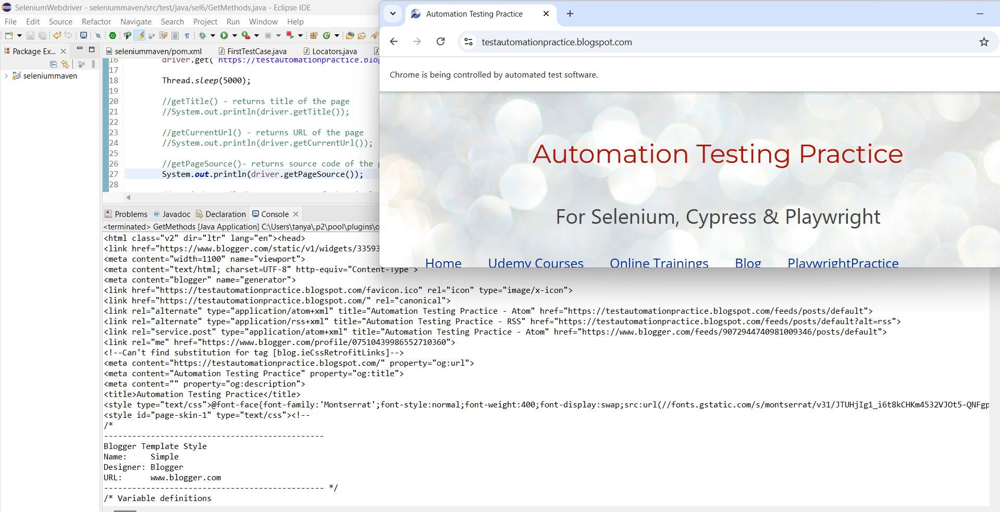 SeleniumWebdriver - seleniummaven/src/test/java/sel6/GetMethods.java - Eclipse IDE
File Edit Source Refactor Navigate Search Project Run Window Help
Package Ex...
seleniummaven
seleniummaven/pom.xml FirstTestCase.java Locators.java
16 driver.get("https://testautomationpractice.blog
17
18 Thread.sleep(5000);
19
20 //getTitle() - returns title of the page
21 //System.out.println(driver.getTitle());
22
23 //getCurrentUrl() - returns URL of the page
24 //System.out.println(driver.getCurrentUrl());
25
26 //getPageSource()- returns source code of the
27 System.out.println(driver.getPageSource());
28
Automation Testing Practice
testautomationpractice.blogspot.com
Chrome is being controlled by automated test software.
Automation Testing Practice
For Selenium, Cypress & Playwright
Home Udemy Courses Online Trainings Blog PlaywrightPractice
Problems Javadoc Declaration Console
<terminated> GetMethods [Java Application] C:\Users\tanya\.p2\pool\plugins\o
<html class="v2" dir="ltr" lang="en"><head>
<link href="https://www.blogger.com/static/v1/widgets/33593
<meta content="width=1100" name="viewport">
<meta content="text/html; charset=UTF-8" http-equiv="Content-Type">
<meta content="blogger" name="generator">
<link href="https://testautomationpractice.blogspot.com/favicon.ico" rel="icon" type="image/x-icon">
<link href="https://testautomationpractice.blogspot.com/" rel="canonical">
<link rel="alternate" type="application/atom+xml" title="Automation Testing Practice - Atom" href="https://testautomationpractice.blogspot.com/feeds/posts/default">
<link rel="alternate" type="application/rss+xml" title="Automation Testing Practice - RSS" href="https://testautomationpractice.blogspot.com/feeds/posts/default?alt=rss">
<link rel="service.post" type="application/atom+xml" title="Automation Testing Practice - Atom" href="https://www.blogger.com/feeds/9072944740981009346/posts/default">
<link rel="me" href="https://www.blogger.com/profile/07510439986552710360">
<!--Can't find substitution for tag [blog.ieCssRetrofitLinks]-->
<meta content="https://testautomationpractice.blogspot.com/" property="og:url">
<meta content="Automation Testing Practice" property="og:title">
<meta content="" property="og:description">
<title>Automation Testing Practice</title>
<style type="text/css">@font-face{font-family:'Montserrat';font-style:normal;font-weight:400;font-display:swap;src:url(//fonts.gstatic.com/s/montserrat/v31/JTUHjIg1_i6t8kCHKm4532VJOt5-QNFgp
<style id="page-skin-1" type="text/css"><!--
/*
-----------------------------------------------
Blogger Template Style
Name: Simple
Designer: Blogger
URL: www.blogger.com
----------------------------------------------- */
/* Variable definitions